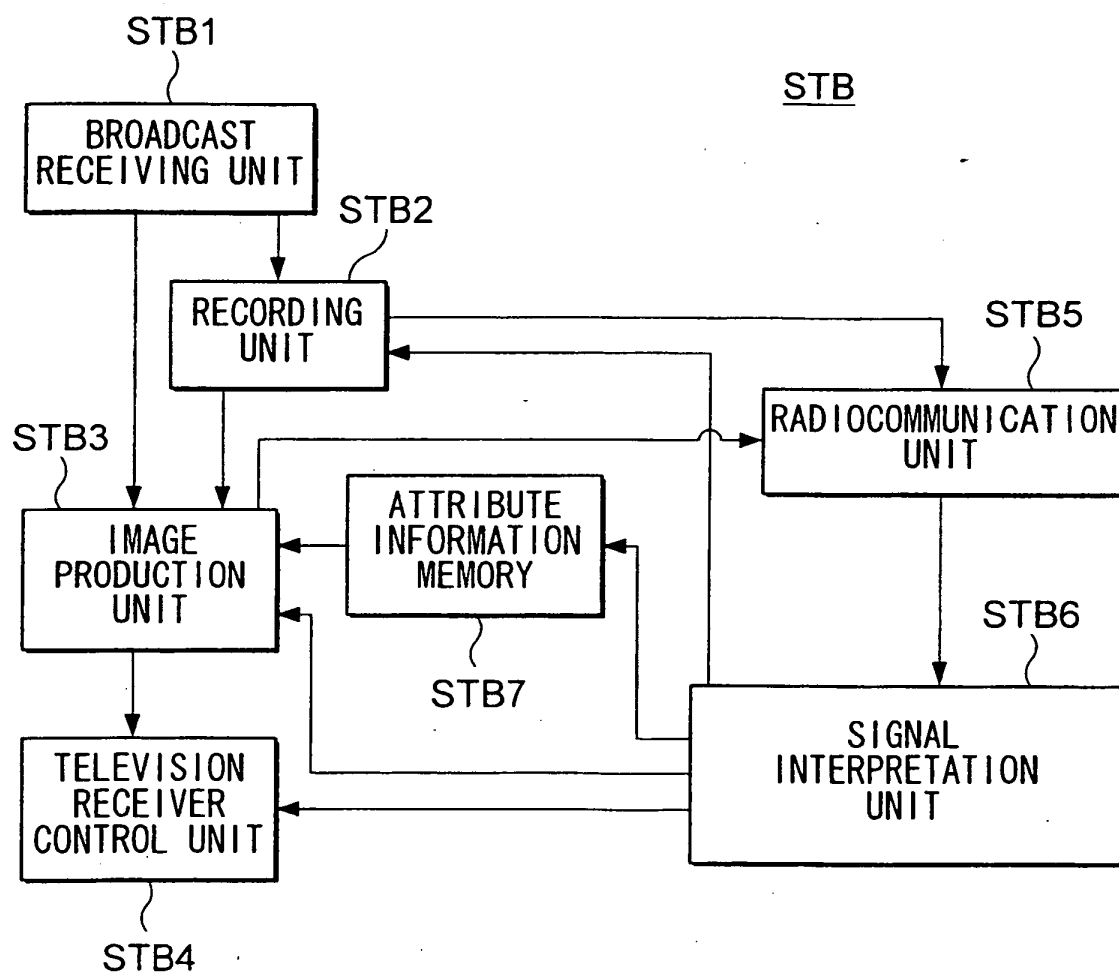 STB1
STB
BROADCAST
RECEIVING UNIT
STB2
RECORDING
UNIT
STB5
RADIOCOMMUNICATION
UNIT
STB3
ATTRIBUTE
INFORMATION
MEMORY
IMAGE
PRODUCTION
UNIT
STB6
STB7
SIGNAL
INTERPRETATION
UNIT
TELEVISION
RECEIVER
CONTROL UNIT
STB4